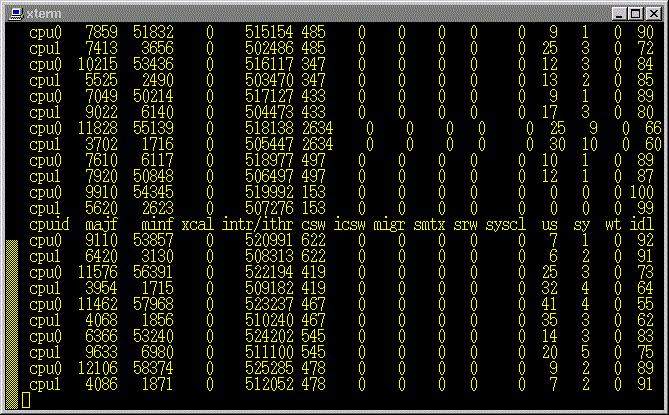 xterm
cpu0 7859 51832 0 515154 485 0 0 0 0 0 9 1 0 90
cpu1 7413 3656 0 502486 485 0 0 0 0 0 25 3 0 72
cpu0 10215 53436 0 516117 347 0 0 0 0 0 12 3 0 84
cpu1 5525 2490 0 503470 347 0 0 0 0 0 13 2 0 85
cpu0 7049 50214 0 517127 433 0 0 0 0 0 9 1 0 89
cpu1 9022 6140 0 504473 433 0 0 0 0 0 17 3 0 80
cpu0 11828 55139 0 518138 2634 0 0 0 0 0 25 9 0 66
cpu1 3702 1716 0 505447 2634 0 0 0 0 0 30 10 0 60
cpu0 7610 6117 0 518977 497 0 0 0 0 0 10 1 0 89
cpu1 7920 50848 0 506497 497 0 0 0 0 0 12 1 0 87
cpu0 9910 54345 0 519992 153 0 0 0 0 0 0 0 0 100
cpu1 5620 2623 0 507276 153 0 0 0 0 0 0 0 0 99
cpuid majf minf xcal intr/ithr csw icsw migr smtx srw syscl us sy wt idl
cpu0 9110 53857 0 520991 622 0 0 0 0 0 7 1 0 92
cpu1 6420 3130 0 508313 622 0 0 0 0 0 6 2 0 91
cpu0 11576 56391 0 522194 419 0 0 0 0 0 23 3 0 73
cpu1 3954 1715 0 509182 419 0 0 0 0 0 32 4 0 64
cpu0 11462 57968 0 523237 467 0 0 0 0 0 41 4 0 55
cpu1 4068 1856 0 510240 467 0 0 0 0 0 35 3 0 62
cpu0 6366 53240 0 524202 545 0 0 0 0 0 14 3 0 83
cpu1 9633 6980 0 511100 545 0 0 0 0 0 20 5 0 75
cpu0 12106 58374 0 525285 478 0 0 0 0 0 9 2 0 89
cpu1 4086 1871 0 512052 478 0 0 0 0 0 7 2 0 91